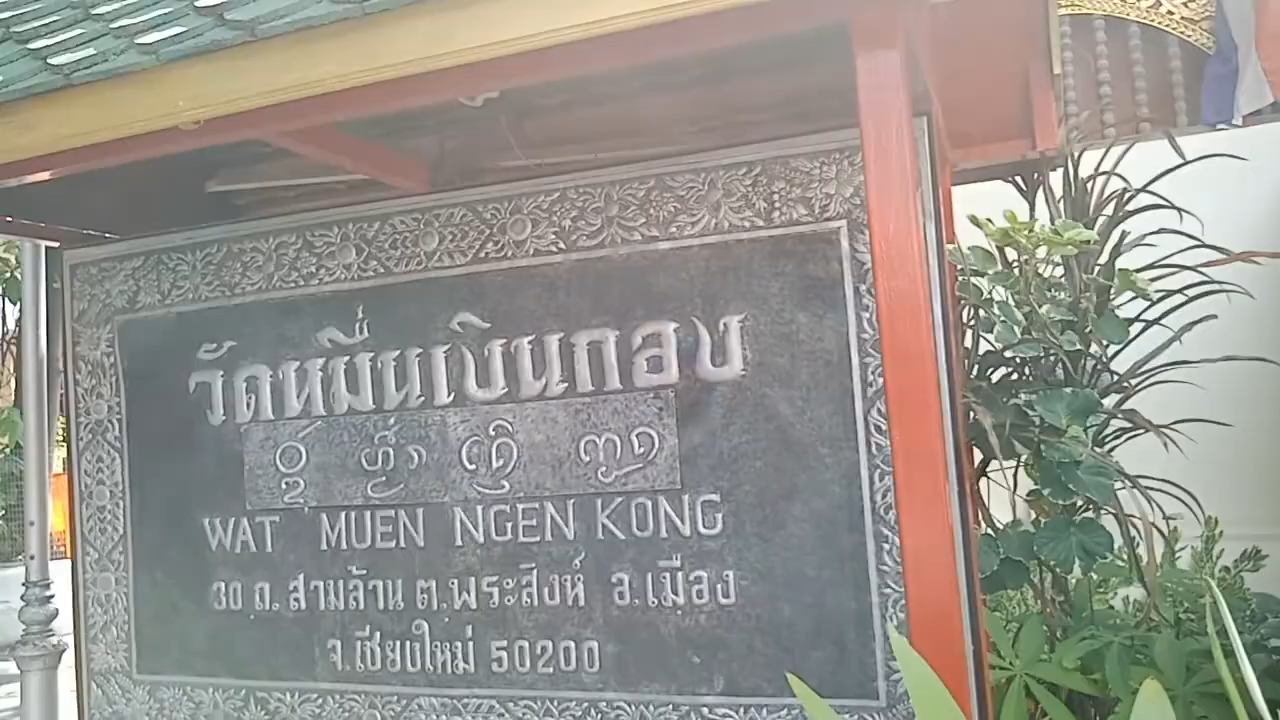 วัดหมื่นเงินกอง
WAT MUEN NGEN KONG
30 ถ.สามล้าน ต.พระสิงห์ อ.เมือง
จ.เชียงใหม่ 50200